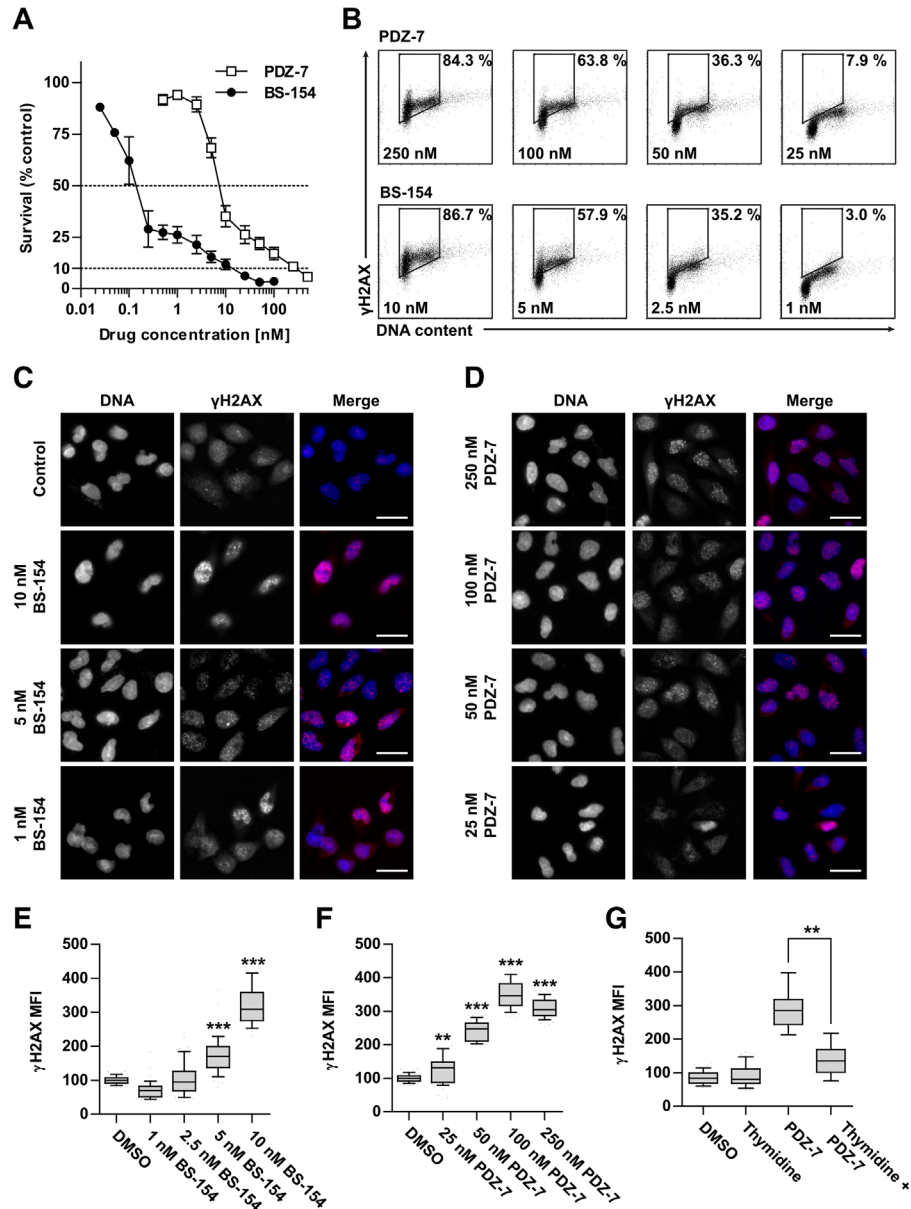 A
Survival (% control)
100
75
50
25
10
0
PDZ-7
BS-154
0.01 0.1 1 10 100
Drug concentration [nM]
B
PDZ-7
84.3 %
250 nM
63.8 %
100 nM
36.3 %
50 nM
7.9 %
25 nM
BS-154
86.7 %
10 nM
57.9 %
5 nM
35.2 %
2.5 nM
3.0 %
1 nM
γH2AX
DNA content
C
DNA γH2AX Merge
Control
10 nM
BS-154
5 nM
BS-154
1 nM
BS-154
D
DNA γH2AX Merge
250 nM
PDZ-7
100 nM
PDZ-7
50 nM
PDZ-7
25 nM
PDZ-7
E
γH2AX MFI
500
400
300
200
100
0
***
***
DMSO
1 nM BS-154
2.5 nM BS-154
5 nM BS-154
10 nM BS-154
F
γH2AX MFI
500
400
300
200
100
0
**
***
***
***
DMSO
25 nM PDZ-7
50 nM PDZ-7
100 nM PDZ-7
250 nM PDZ-7
G
γH2AX MFI
500
400
300
200
100
0
**
DMSO
Thymidine
PDZ-7
Thymidine +
PDZ-7